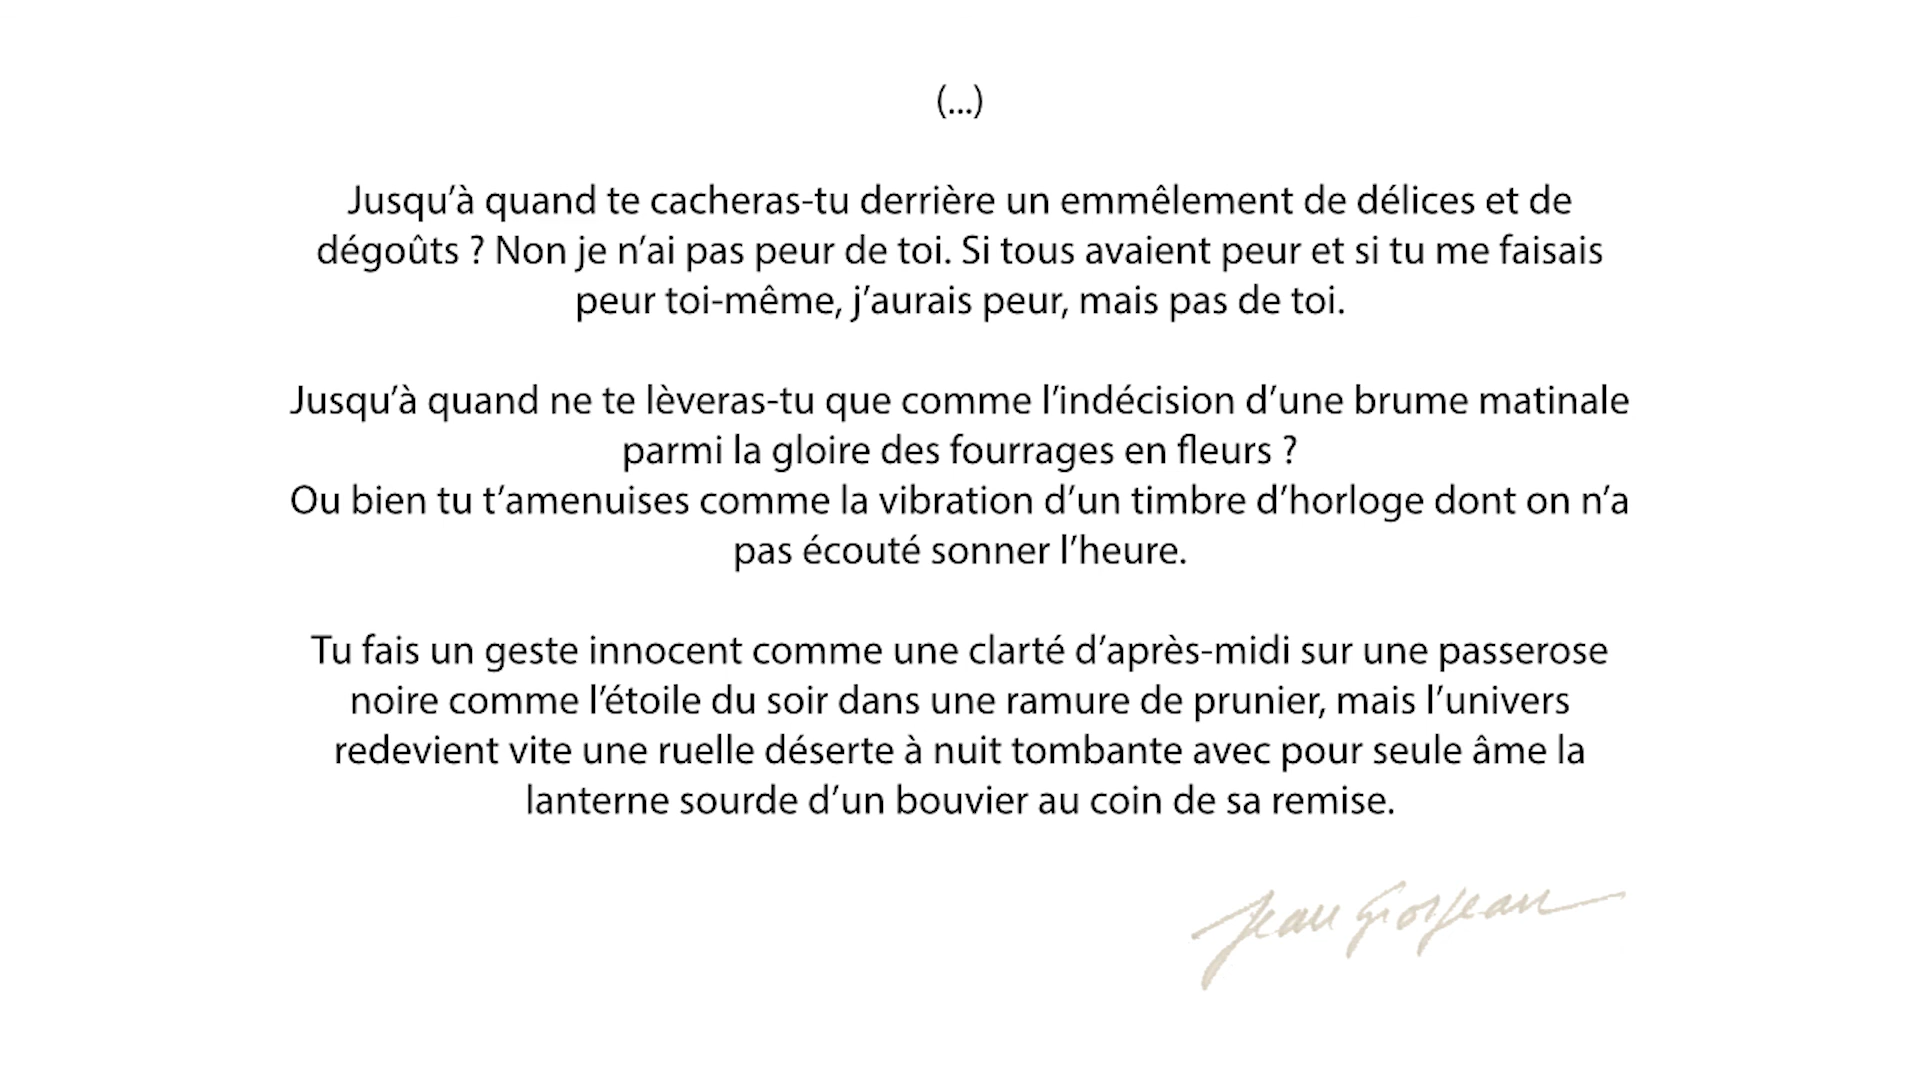 (...)
Jusqu’à quand te cacheras-tu derrière un emmêlement de délices et de
dégoûts ? Non je n’ai pas peur de toi. Si tous avaient peur et si tu me faisais
peur toi-même, j’aurais peur, mais pas de toi.
Jusqu’à quand ne te lèveras-tu que comme l’indécision d’une brume matinale
parmi la gloire des fourrages en fleurs ?
Ou bien tu t’amenuises comme la vibration d’un timbre d’horloge dont on n’a
pas écouté sonner l’heure.
Tu fais un geste innocent comme une clarté d’après-midi sur une passerose
noire comme l’étoile du soir dans une ramure de prunier, mais l’univers
redevient vite une ruelle déserte à nuit tombante avec pour seule âme la
lanterne sourde d’un bouvier au coin de sa remise.
Jean Grosjean